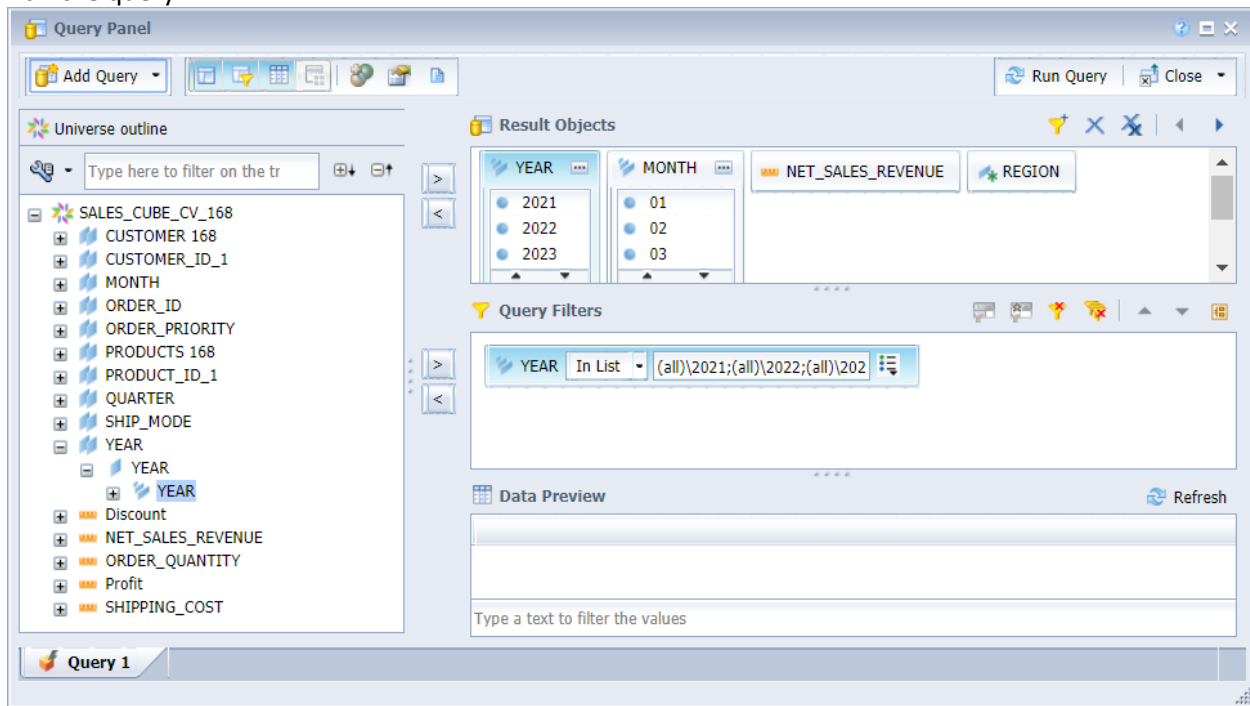 Query Panel
Add Query
Run Query
Close
Universe outline
Type here to filter on the tr
SALES_CUBE_CV_168
CUSTOMER 168
CUSTOMER_ID_1
MONTH
ORDER_ID
ORDER_PRIORITY
PRODUCTS 168
PRODUCT_ID_1
QUARTER
SHIP_MODE
YEAR
YEAR
YEAR
Discount
NET_SALES_REVENUE
ORDER_QUANTITY
Profit
SHIPPING_COST
>
<
>
<
Result Objects
YEAR
2021
2022
2023
MONTH
01
02
03
NET_SALES_REVENUE
REGION
Query Filters
YEAR In List (all)\2021;(all)\2022;(all)\202
Data Preview
Refresh
Type a text to filter the values
Query 1